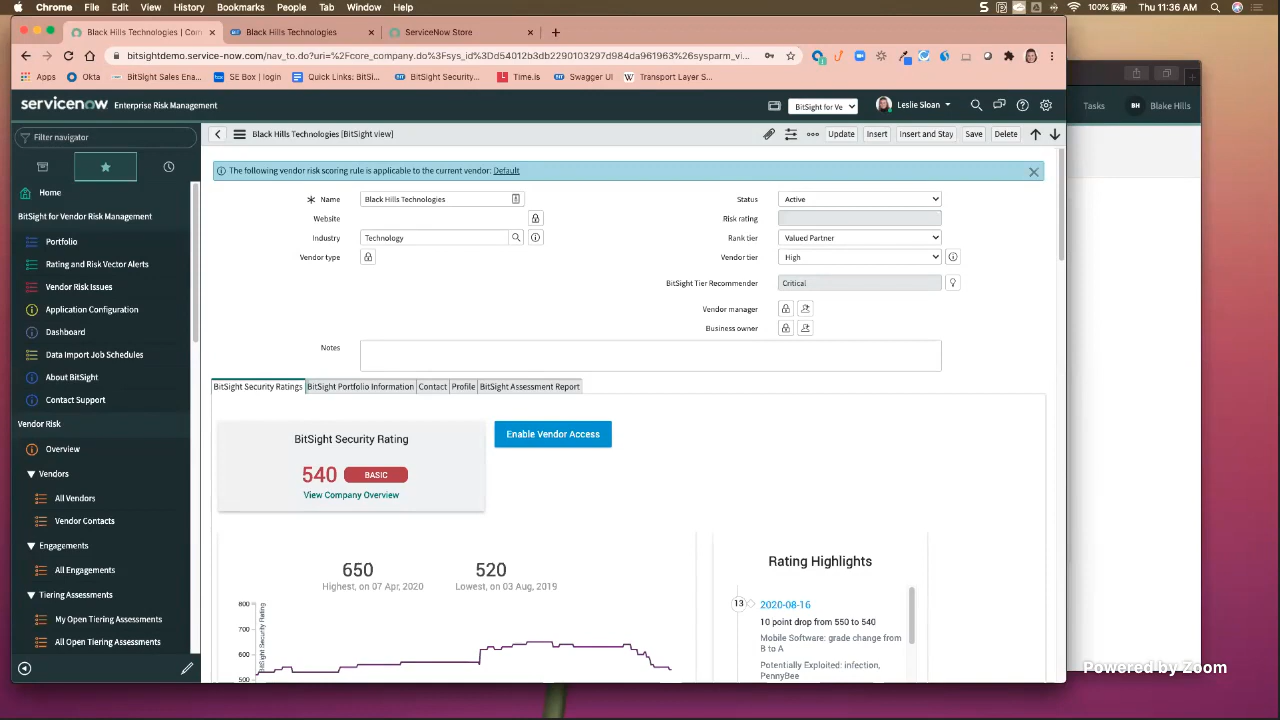 Chrome File Edit View History Bookmarks People Tab Window Help 100% Thu 11:36 AM
Black Hills Technologies | Com
Black Hills Technologies
ServiceNow Store
bitsightdemo.service-now.com/nav_to.do?uri=%2Fcore_company.do%3Fsys_id%3Dd54012b3db2290103297d984da961963%26sysparm_vi...
Apps Okta BitSight Sales Ena... SE Box | login Quick Links: BitSi... BitSight Security... Time.is Swagger UI Transport Layer S...
servicenow Enterprise Risk Management
BitSight for Ve
Leslie Sloan
Tasks BH Blake Hills
Filter navigator
Home
BitSight for Vendor Risk Management
Portfolio
Rating and Risk Vector Alerts
Vendor Risk Issues
Application Configuration
Dashboard
Data Import Job Schedules
About BitSight
Contact Support
Vendor Risk
Overview
Vendors
All Vendors
Vendor Contacts
Engagements
All Engagements
Tiering Assessments
My Open Tiering Assessments
All Open Tiering Assessments
Black Hills Technologies [BitSight view]
Update Insert Insert and Stay Save Delete
The following vendor risk scoring rule is applicable to the current vendor: Default
Name Black Hills Technologies
Website
Industry Technology
Vendor type
Status Active
Risk rating
Rank tier Valued Partner
Vendor tier High
BitSight Tier Recommender Critical
Vendor manager
Business owner
Notes
BitSight Security Ratings BitSight Portfolio Information Contact Profile BitSight Assessment Report
BitSight Security Rating
540 BASIC
View Company Overview
Enable Vendor Access
650
Highest, on 07 Apr, 2020
520
Lowest, on 03 Aug, 2019
800
700
600
500
BitSight Security Rating
Rating Highlights
13 2020-08-16
10 point drop from 550 to 540
Mobile Software: grade change from
B to A
Potentially Exploited: infection,
PennyBee
Powered by Zoom